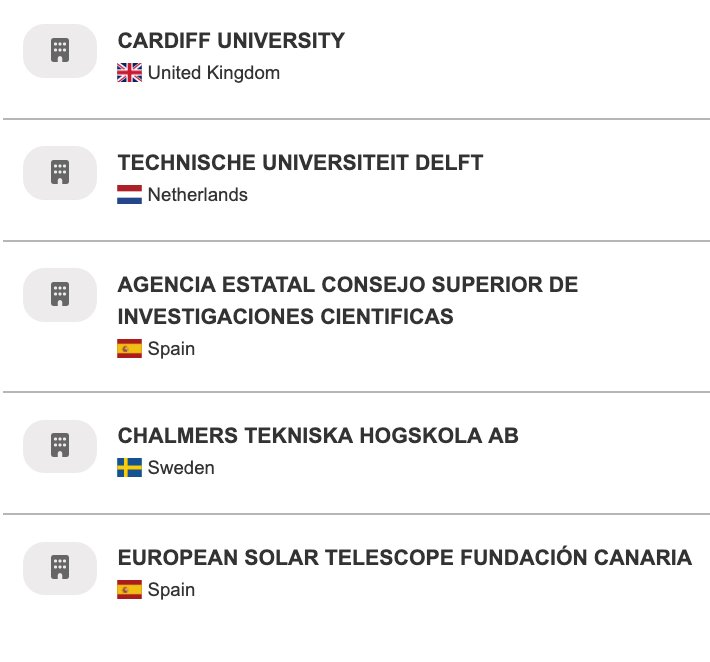 CARDIFF UNIVERSITY
United Kingdom
TECHNISCHE UNIVERSITEIT DELFT
Netherlands
AGENCIA ESTATAL CONSEJO SUPERIOR DE
INVESTIGACIONES CIENTIFICAS
Spain
CHALMERS TEKNISKA HOGSKOLA AB
Sweden
EUROPEAN SOLAR TELESCOPE FUNDACIÓN CANARIA
Spain